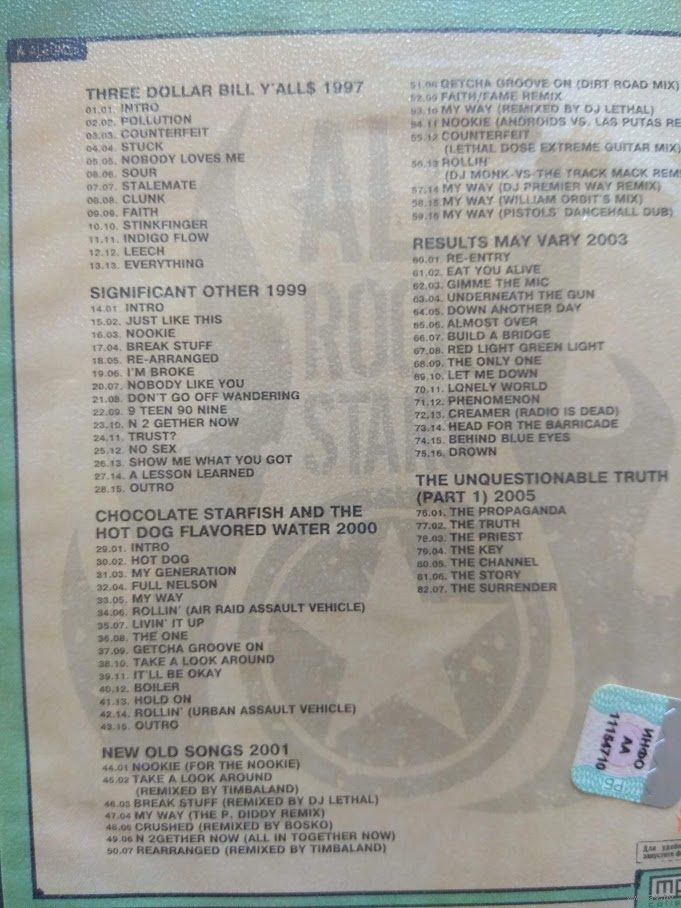 THREE DOLLAR BILL Y'ALL$ 1997
01.01. INTRO
02.02. POLLUTION
03.03. COUNTERFEIT
04.04. STUCK
05.05. NOBODY LOVES ME
06.06. SOUR
07.07. STALEMATE
08.08. CLUNK
09.09. FAITH
10.10. STINKFINGER
11.11. INDIGO FLOW
12.12. LEECH
13.13. EVERYTHING
SIGNIFICANT OTHER 1999
14.01 INTRO
15.02. JUST LIKE THIS
16.03. NOOKIE
17.04. BREAK STUFF
18.05. RE-ARRANGED
19.06. I'M BROKE
20.07. NOBODY LIKE YOU
21.08. DON'T GO OFF WANDERING
22.09. 9 TEEN 90 NINE
23.10. N 2 GETHER NOW
24.11. TRUST?
25.12. NO SEX
26.13. SHOW ME WHAT YOU GOT
27.14. A LESSON LEARNED
28.15. OUTRO
CHOCOLATE STARFISH AND THE
HOT DOG FLAVORED WATER 2000
29.01. INTRO
30.02. HOT DOG
31.03. MY GENERATION
32.04. FULL NELSON
33.05. MY WAY
34.06. ROLLIN' (AIR RAID ASSAULT VEHICLE)
35.07. LIVIN' IT UP
36.08. THE ONE
37.09. GETCHA GROOVE ON
38.10. TAKE A LOOK AROUND
39.11. IT'LL BE OKAY
40.12. BOILER
41.13. HOLD ON
42.14. ROLLIN' (URBAN ASSAULT VEHICLE)
43.15. OUTRO
NEW OLD SONGS 2001
44.01 NOOKIE (FOR THE NOOKIE)
45.02 TAKE A LOOK AROUND
(REMIXED BY TIMBALAND)
46.03 BREAK STUFF (REMIXED BY DJ LETHAL)
47.04 MY WAY (THE P. DIDDY REMIX)
48.05 CRUSHED (REMIXED BY BOSKO)
49.06 N 2GETHER NOW (ALL IN TOGETHER NOW)
50.07 REARRANGED (REMIXED BY TIMBALAND)
51.08 GETCHA GROOVE ON (DIRT ROAD MIX)
52.09 FAITH/FAME REMIX
53.10 MY WAY (REMIXED BY DJ LETHAL)
54.11 NOOKIE (ANDROIDS VS. LAS PUTAS RE
55.12 COUNTERFEIT
(LETHAL DOSE EXTREME GUITAR MIX)
56.13 ROLLIN'
(DJ MONK-VS-THE TRACK MACK REM
57.14 MY WAY (DJ PREMIER WAY REMIX)
58.15 MY WAY (WILLIAM ORBIT'S MIX)
59.16 MY WAY (PISTOLS' DANCEHALL DUB)
RESULTS MAY VARY 2003
60.01. RE-ENTRY
61.02. EAT YOU ALIVE
62.03. GIMME THE MIC
63.04. UNDERNEATH THE GUN
64.05. DOWN ANOTHER DAY
65.06. ALMOST OVER
66.07. BUILD A BRIDGE
67.08. RED LIGHT GREEN LIGHT
68.09. THE ONLY ONE
69.10. LET ME DOWN
70.11. LONELY WORLD
71.12. PHENOMENON
72.13. CREAMER (RADIO IS DEAD)
73.14. HEAD FOR THE BARRICADE
74.15. BEHIND BLUE EYES
75.16. DROWN
THE UNQUESTIONABLE TRUTH
(PART 1) 2005
76.01. THE PROPAGANDA
77.02. THE TRUTH
78.03. THE PRIEST
79.04. THE KEY
80.05. THE CHANNEL
81.06. THE STORY
82.07. THE SURRENDER
ИНФО
АА
1154710
Для удобс
mp